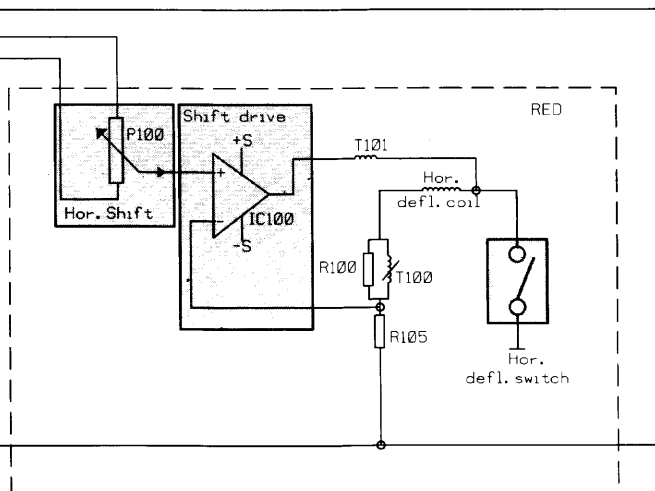 RED
Shift drive
+S
P100
T101
+
Hor.
defl. coil
Hor. Shift
-
IC100
-S
R100
T100
R105
Hor.
defl. switch